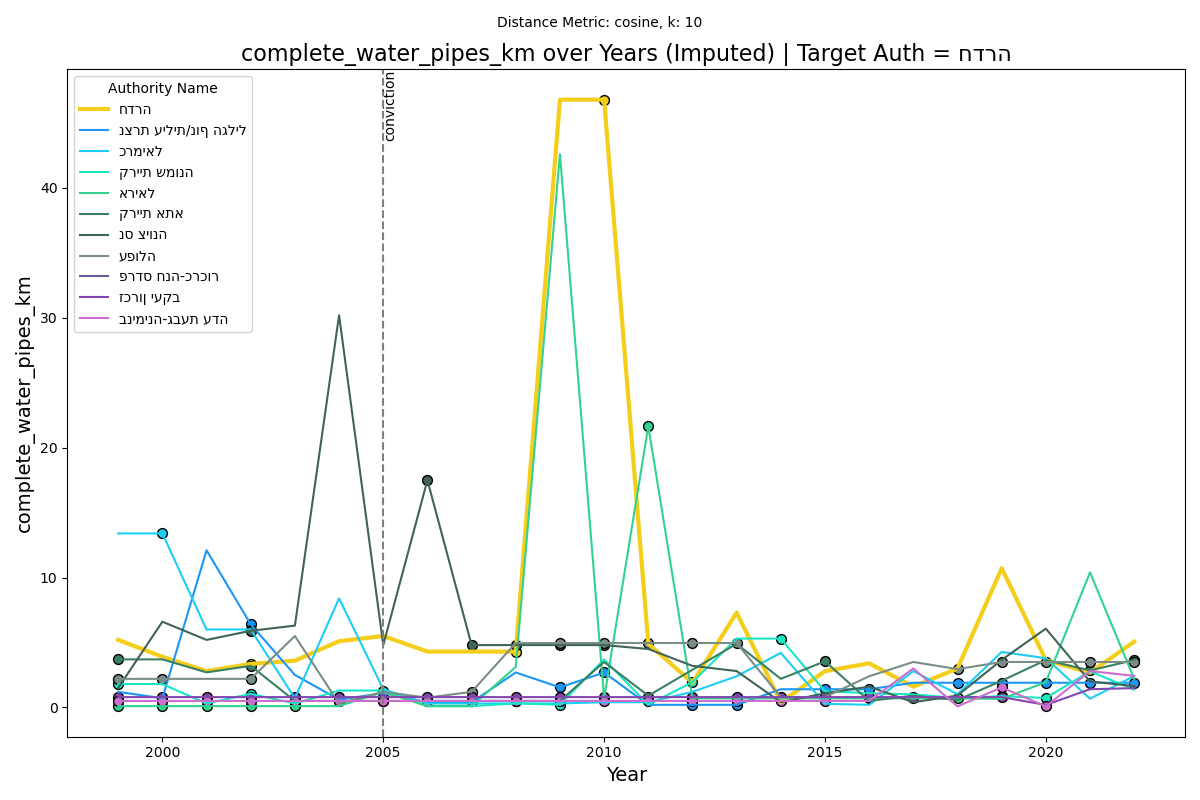 Distance Metric: cosine, k: 10
complete_water_pipes_km over Years (Imputed) | Target Auth = חדרה
conviction
Authority Name
חדרה
נצרת עילית/נוף הגליל
כרמיאל
קריית שמונה
אריאל
קריית אתא
נס ציונה
עפולה
פרדס חנה-כרכור
זכרון יעקב
בנימינה-גבעת עדה
complete_water_pipes_km
40
30
20
10
0
2000
2005
2010
2015
2020
Year